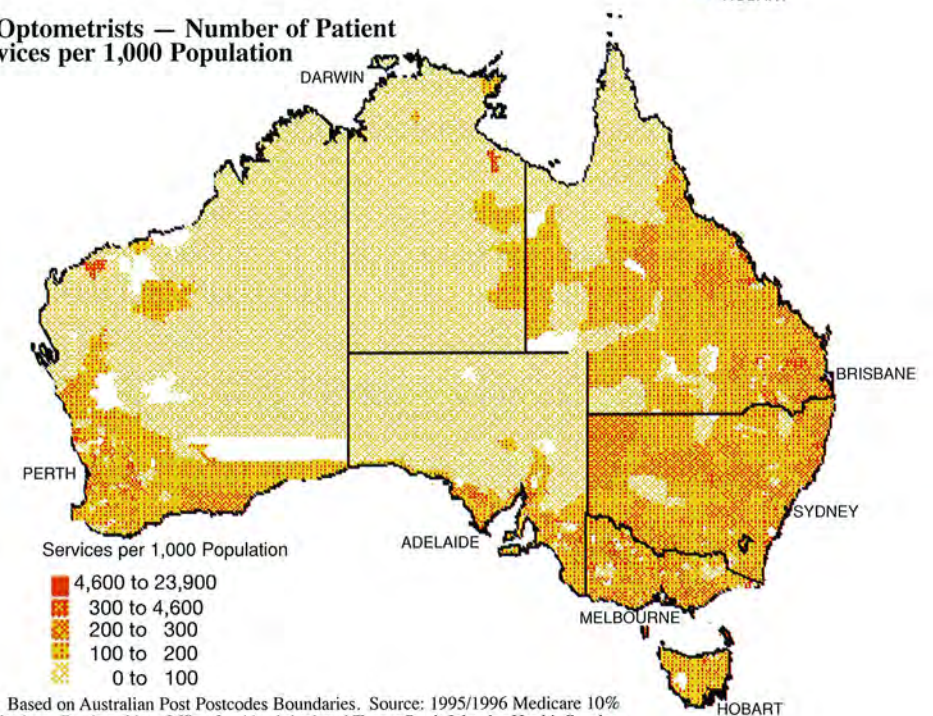 Optometrists — Number of Patient
vices per 1,000 Population
DARWIN
BRISBANE
PERTH
SYDNEY
ADELAIDE
Services per 1,000 Population
4,600 to 23,900
300 to 4,600
200 to 300
100 to 200
0 to 100
MELBOURNE
HOBART
Based on Australian Post Postcodes Boundaries. Source: 1995/1996 Medicare 10%